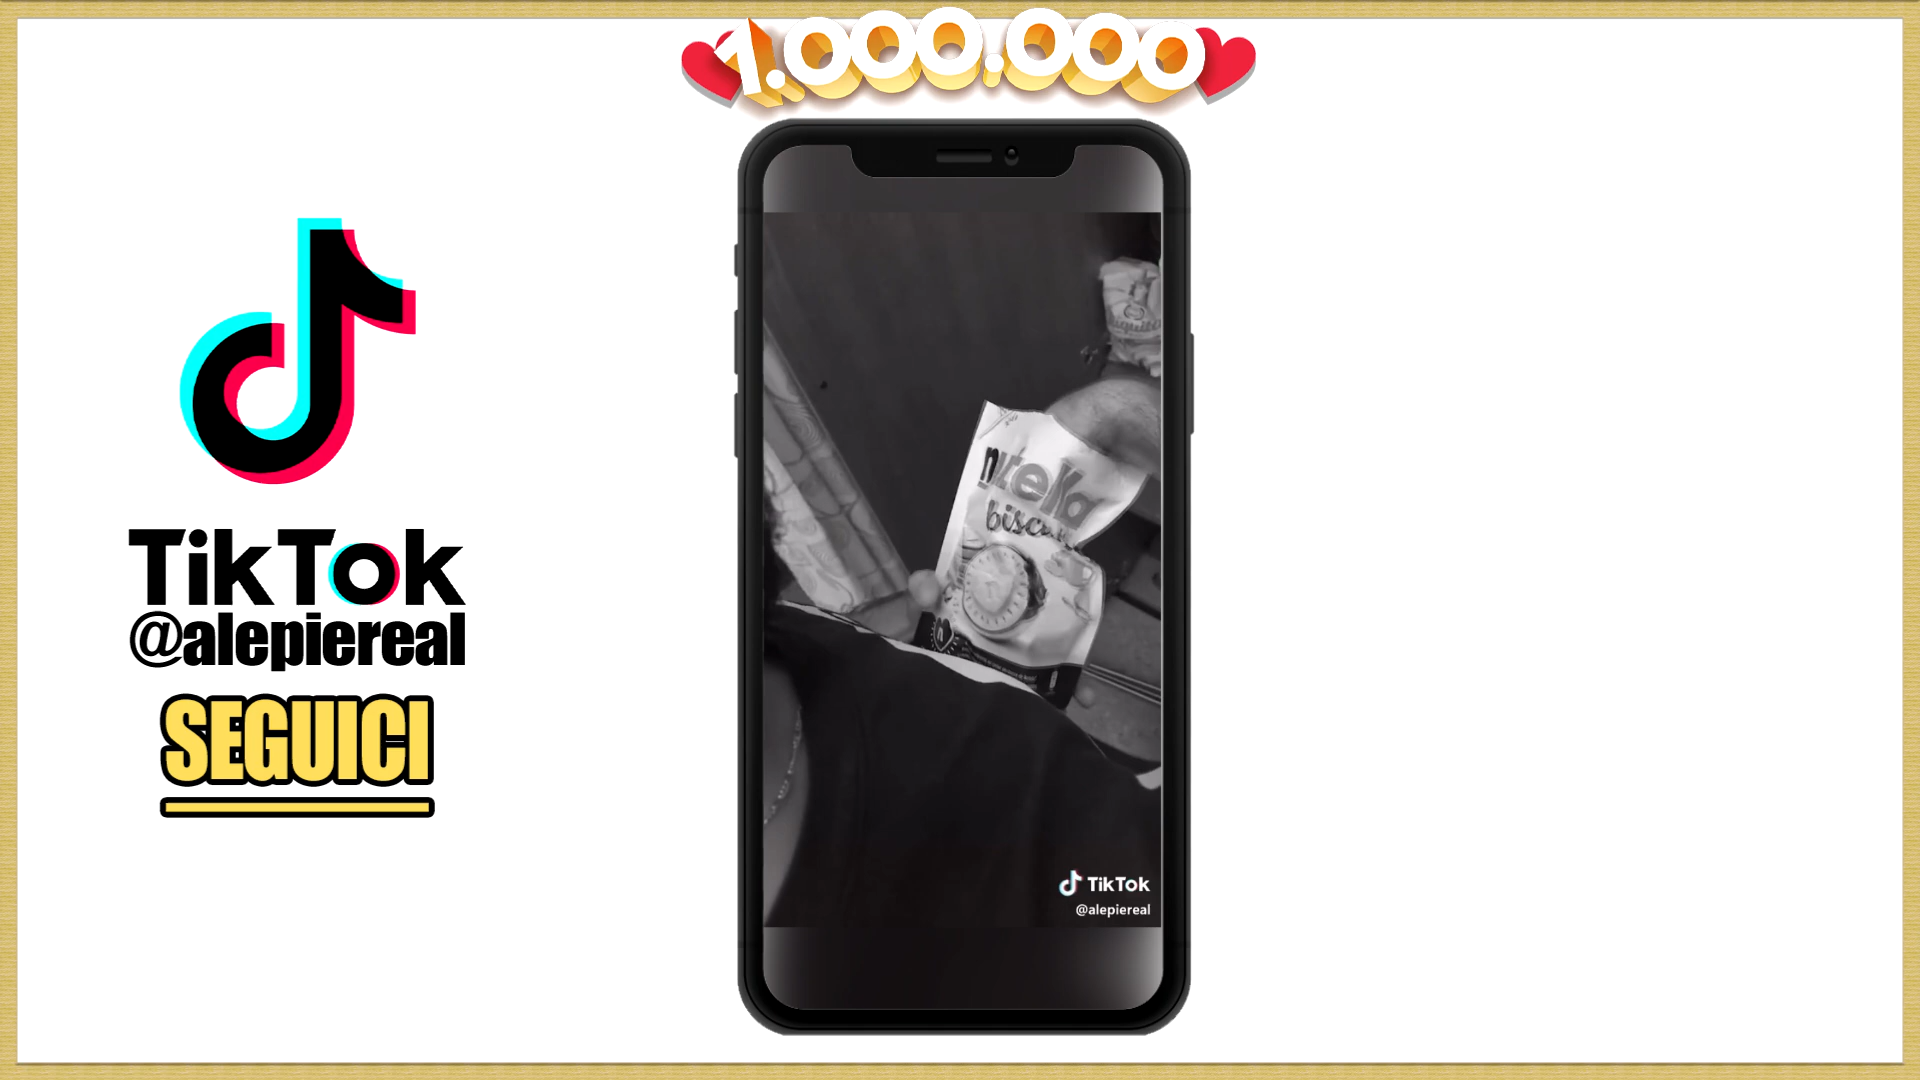 1.000.000
TikTok
@alepiereal
SEGUICI
nutella
biscuits
TikTok
@alepiereal